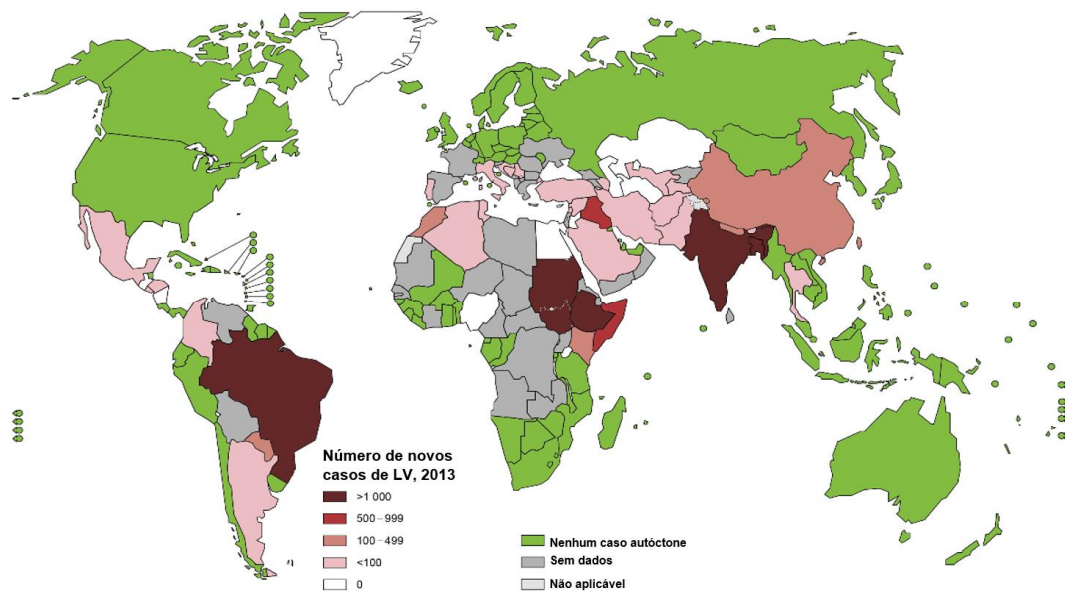 Número de novos
casos de LV, 2013
>1 000
500–999
100–499
<100
0
Nenhum caso autóctone
Sem dados
Não aplicável